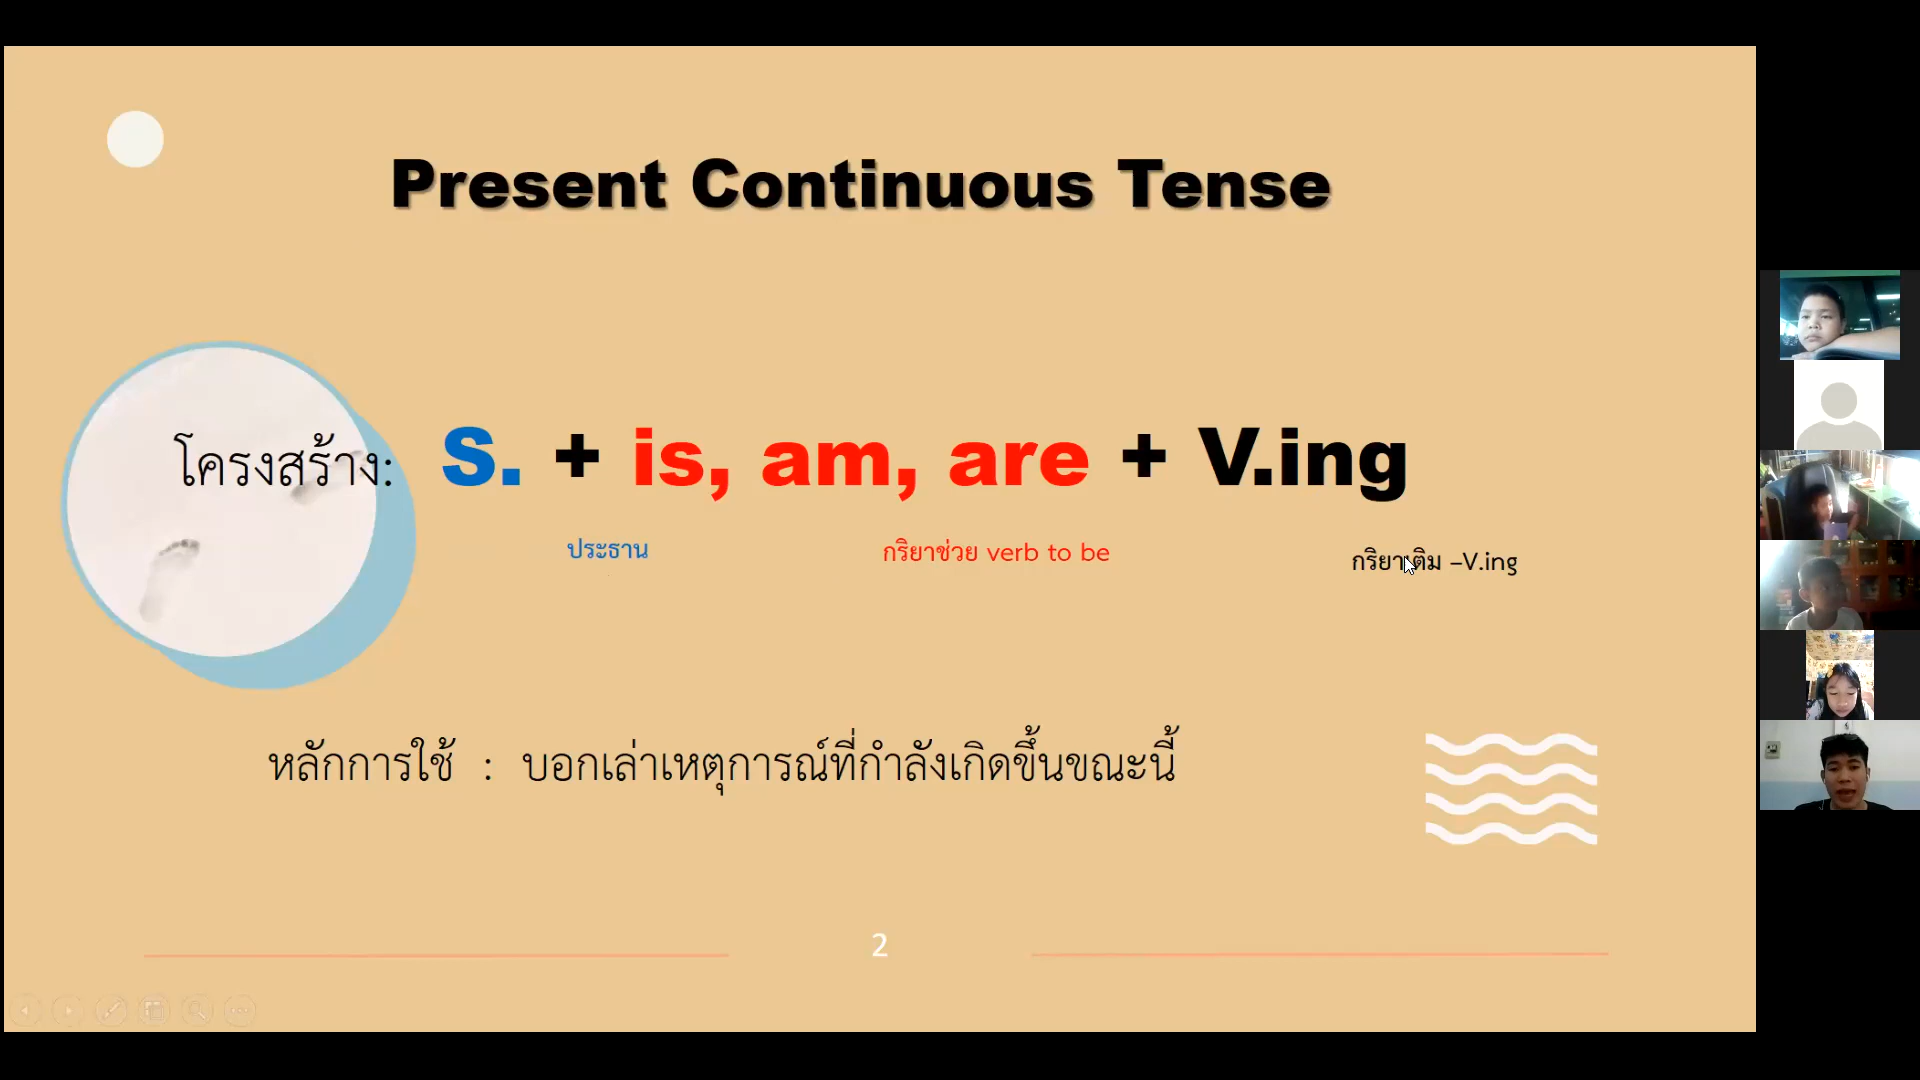 Present Continuous Tense
โครงสร้าง: S. + is, am, are + V.ing
ประธาน กริยาช่วย verb to be กริยาเติม –V.ing
หลักการใช้ : บอกเล่าเหตุการณ์ที่กำลังเกิดขึ้นขณะนี้
2